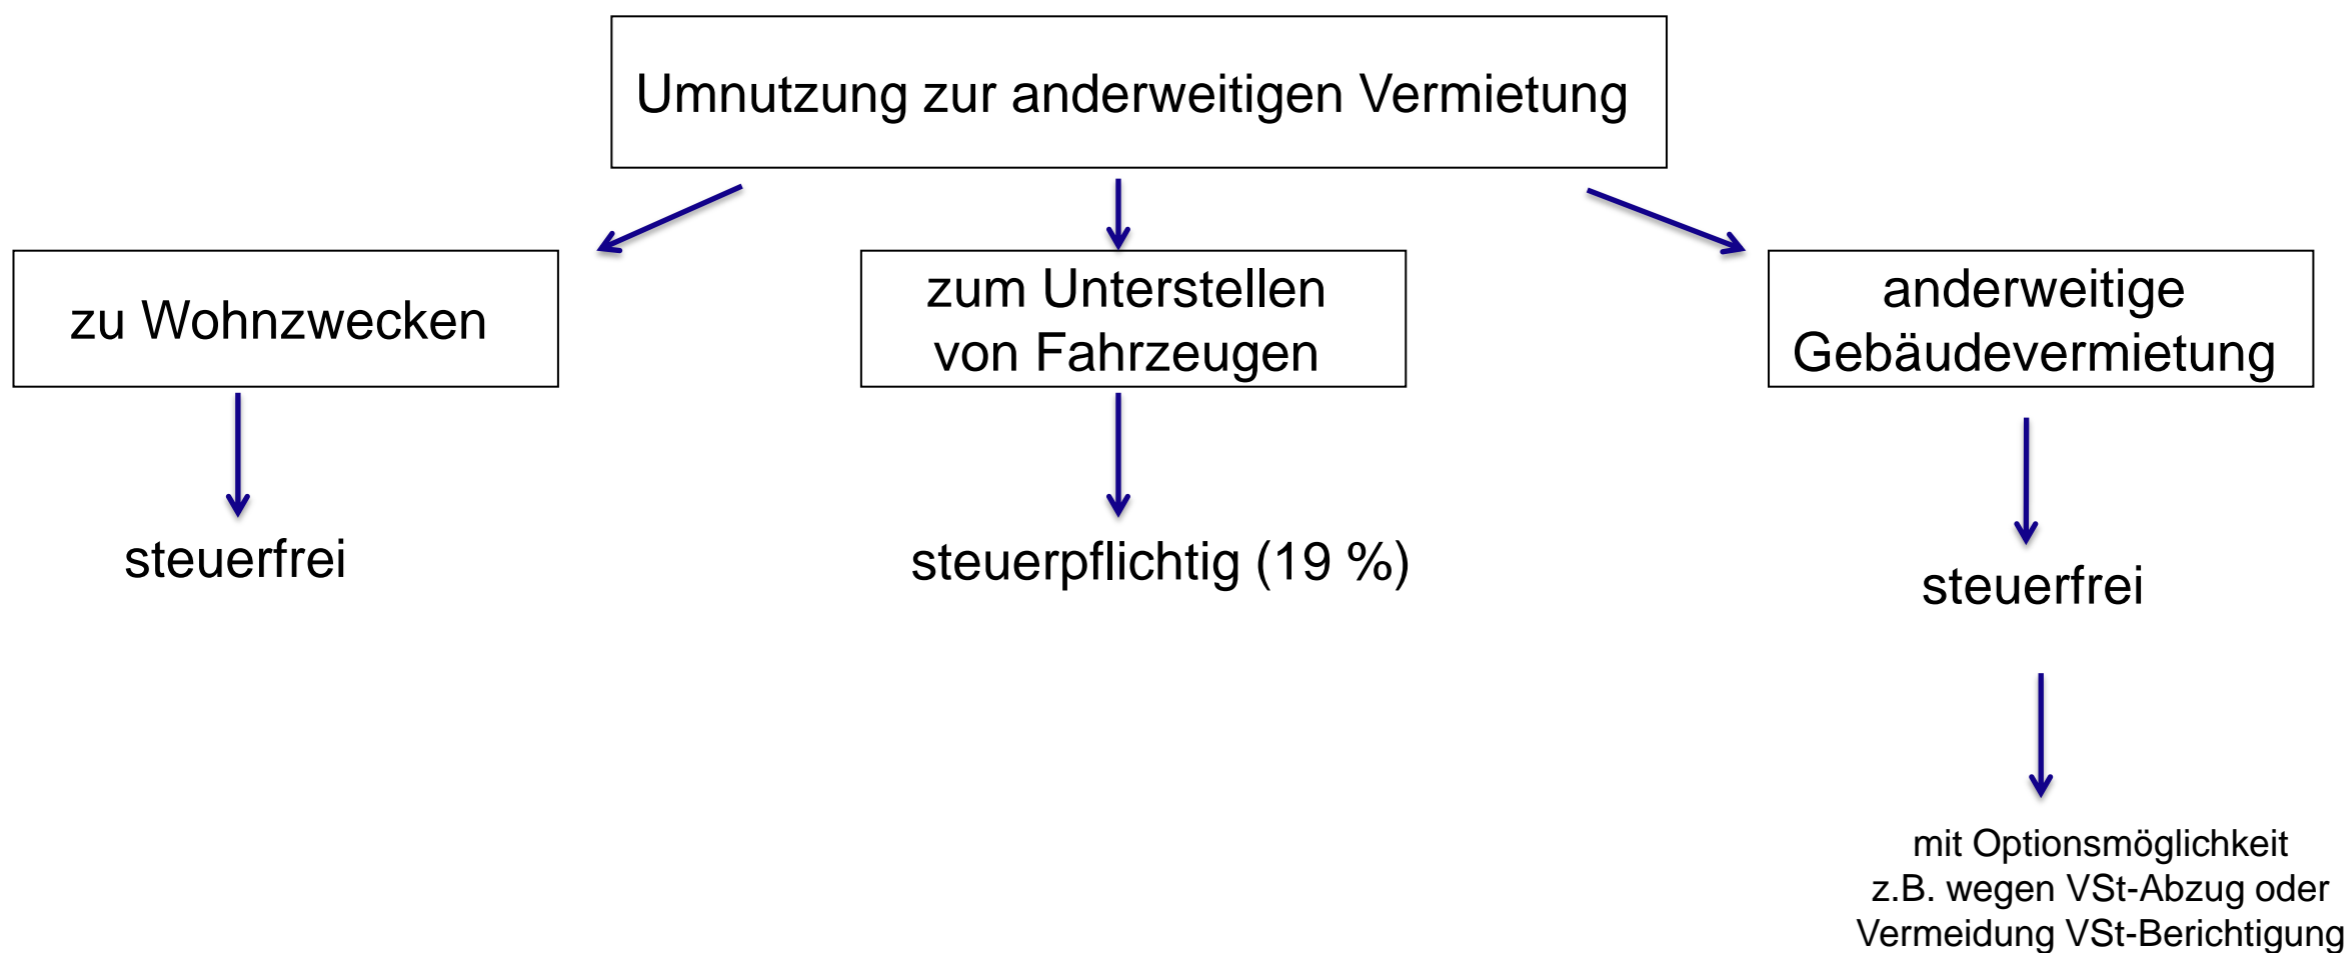 Umnutzung zur anderweitigen Vermietung
zu Wohnzwecken
zum Unterstellen
von Fahrzeugen
anderweitige
Gebäudevermietung
steuerfrei
steuerpflichtig (19 %)
steuerfrei
mit Optionsmöglichkeit
z.B. wegen VSt-Abzug oder
Vermeidung VSt-Berichtigung